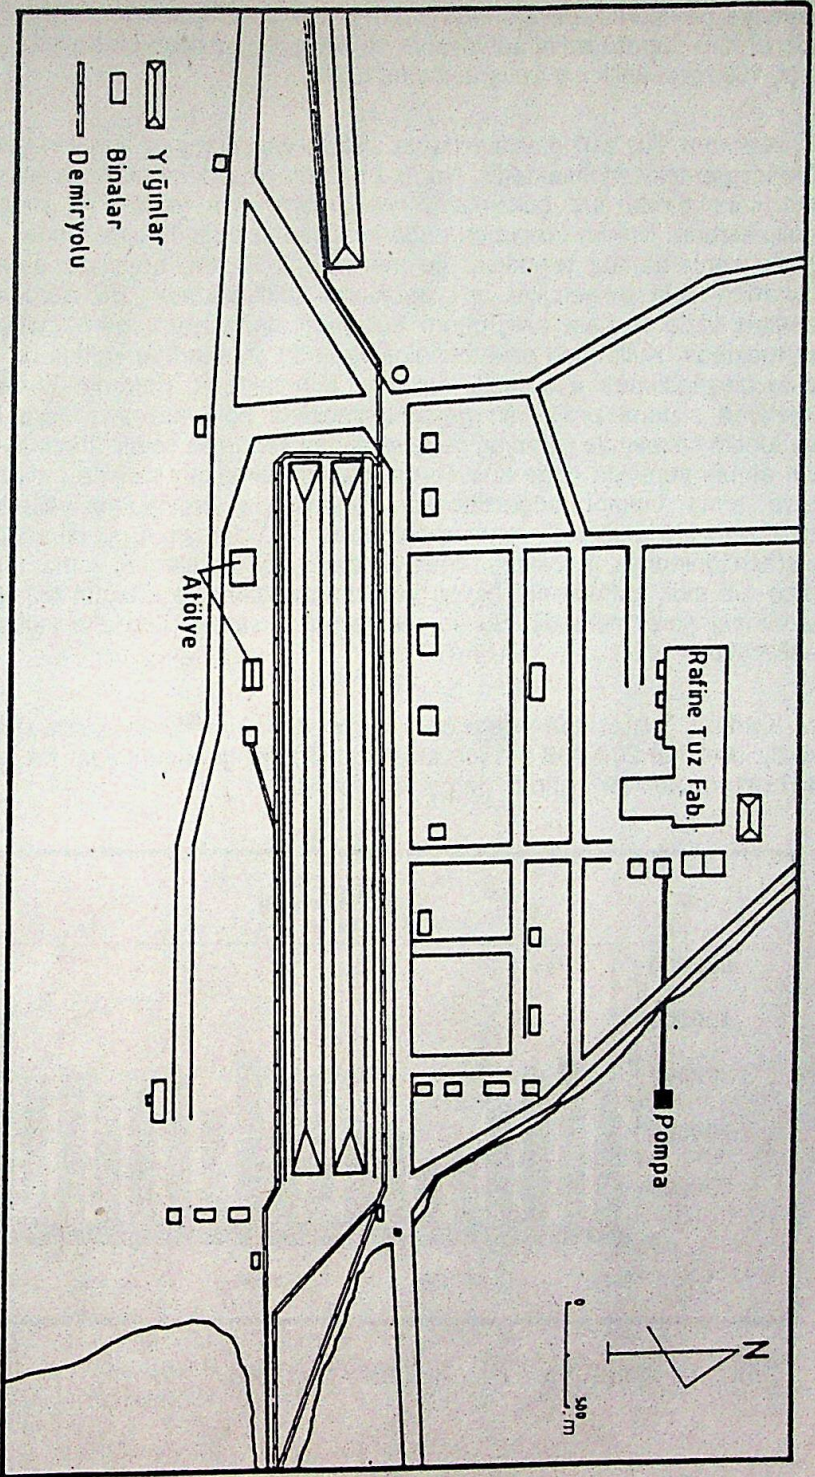 Yığınlar
Binalar
Demiryolu
Atölye
Rafine Tuz Fab.
Pompa
N
0 500 m